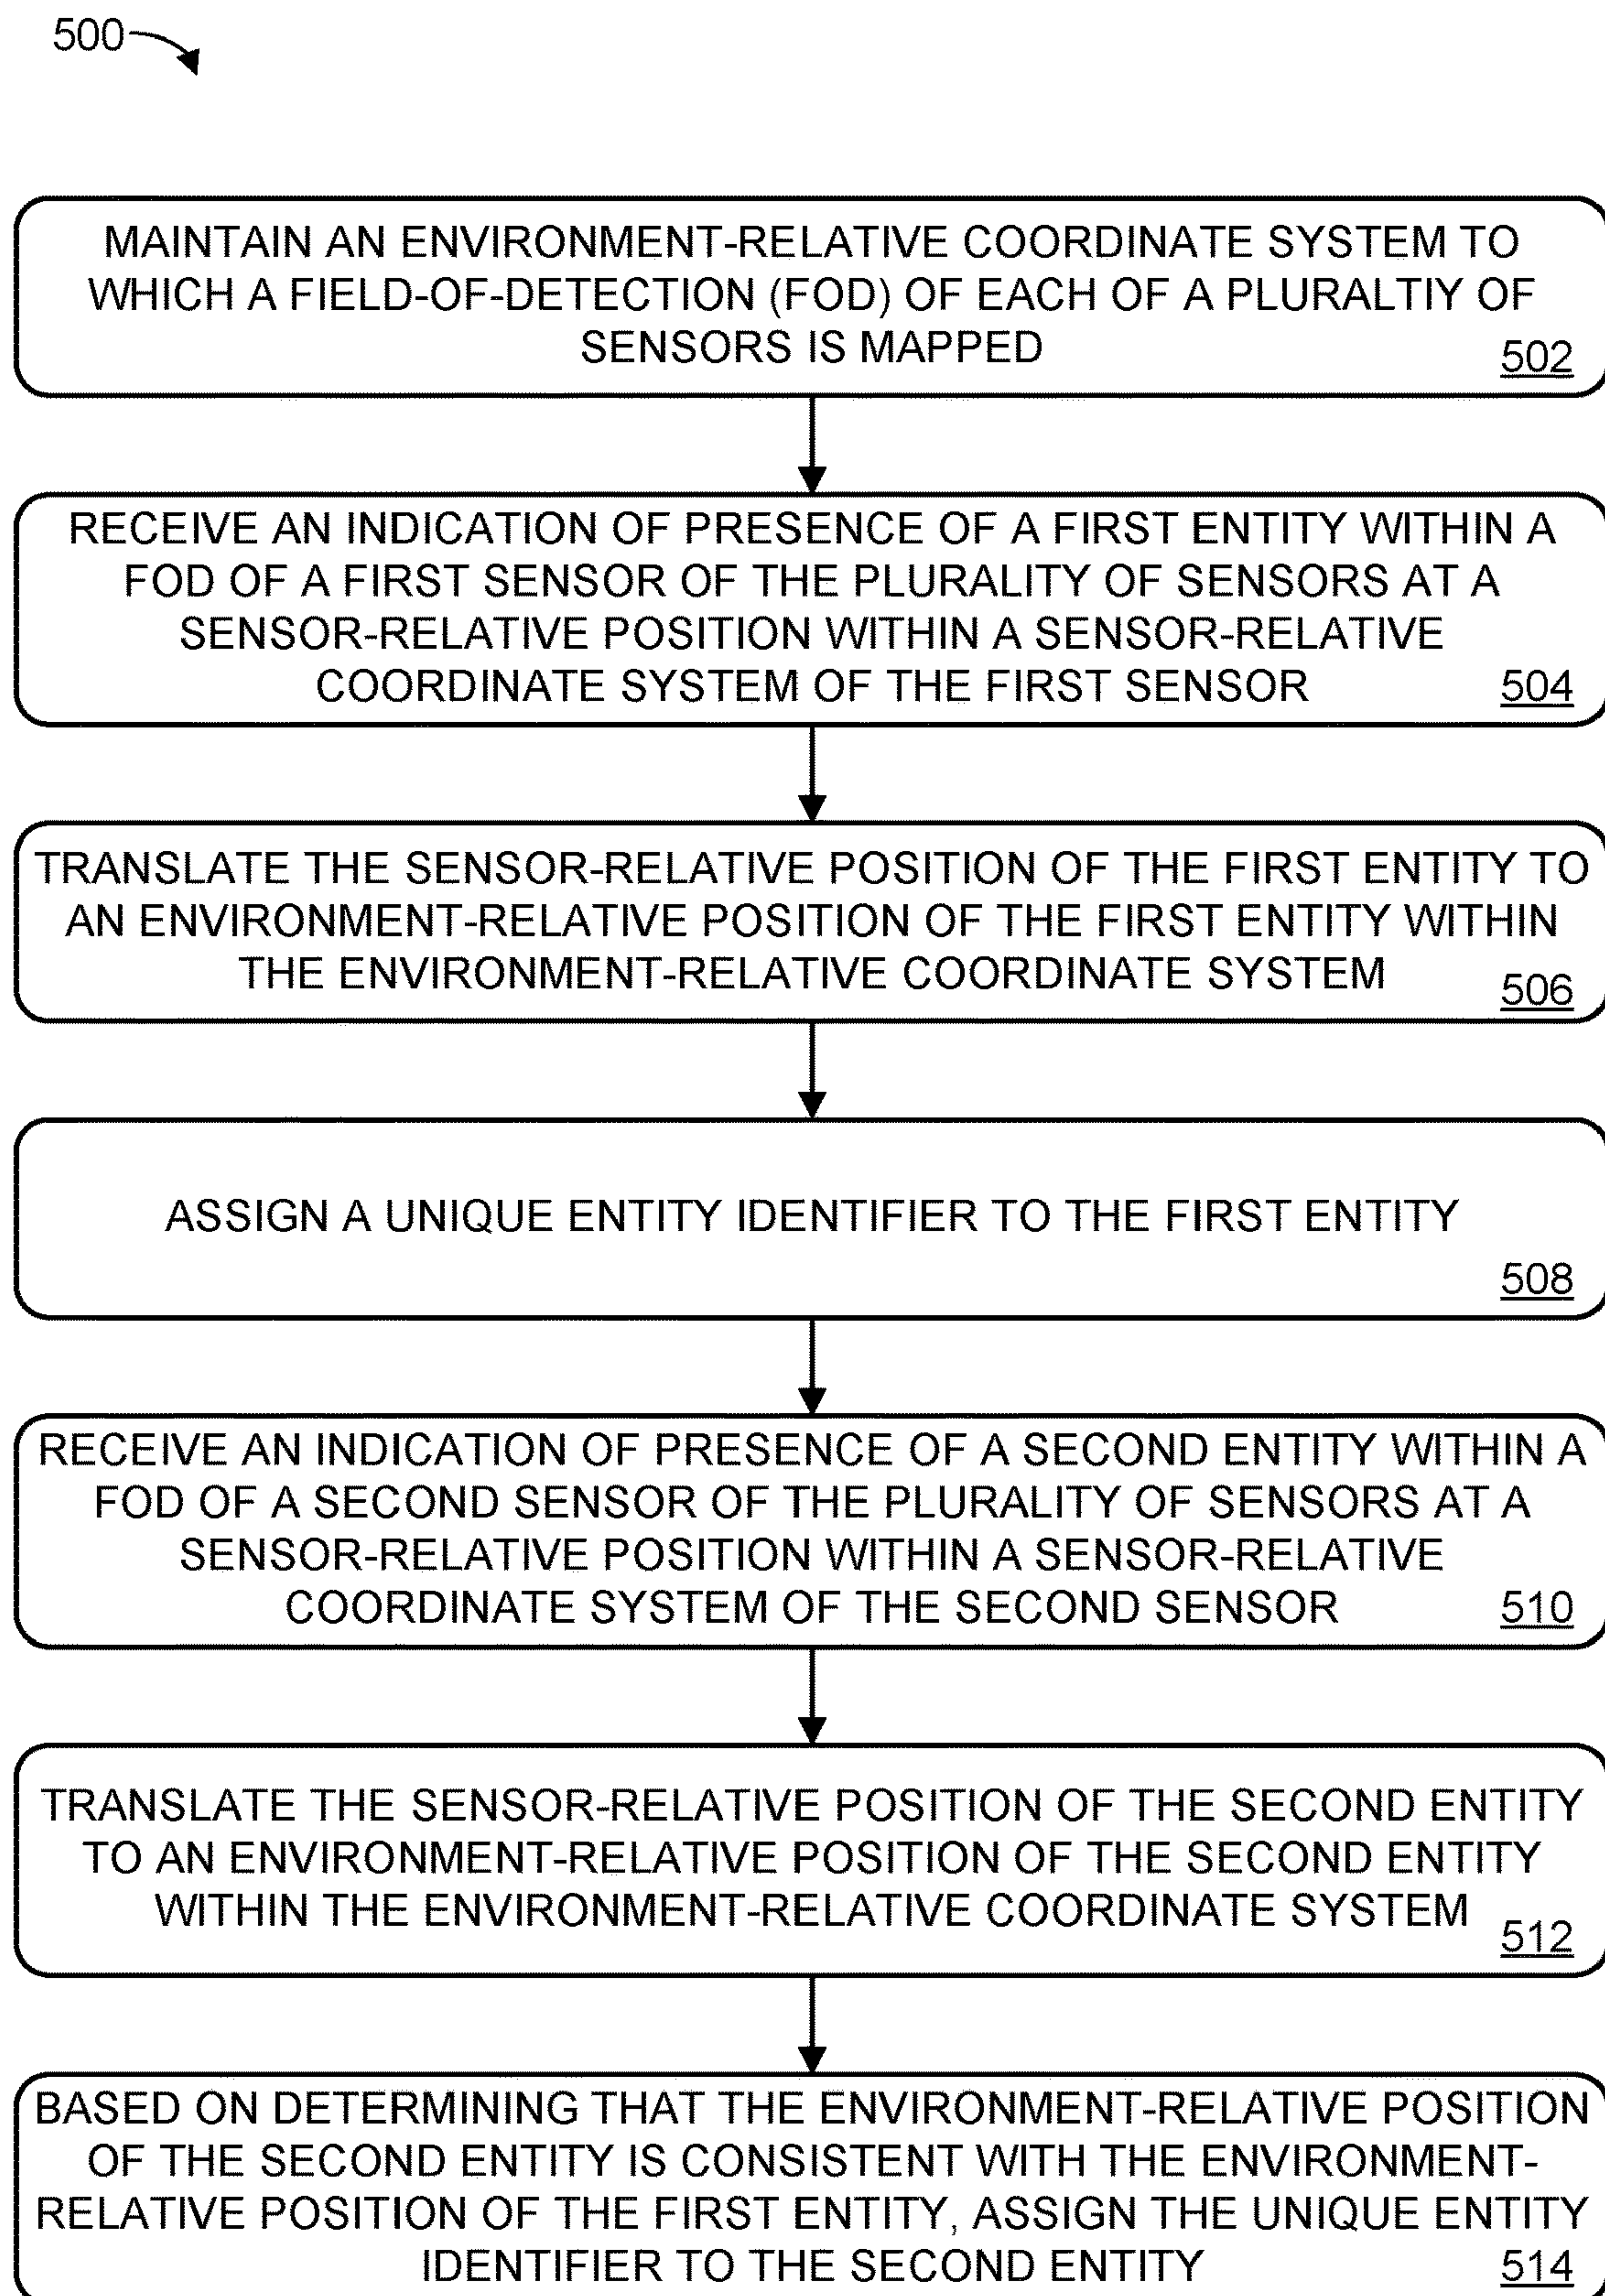 500
MAINTAIN AN ENVIRONMENT-RELATIVE COORDINATE SYSTEM TO
WHICH A FIELD-OF-DETECTION (FOD) OF EACH OF A PLURALTIY OF
SENSORS IS MAPPED
502
RECEIVE AN INDICATION OF PRESENCE OF A FIRST ENTITY WITHIN A
FOD OF A FIRST SENSOR OF THE PLURALITY OF SENSORS AT A
SENSOR-RELATIVE POSITION WITHIN A SENSOR-RELATIVE
COORDINATE SYSTEM OF THE FIRST SENSOR
504
TRANSLATE THE SENSOR-RELATIVE POSITION OF THE FIRST ENTITY TO
AN ENVIRONMENT-RELATIVE POSITION OF THE FIRST ENTITY WITHIN
THE ENVIRONMENT-RELATIVE COORDINATE SYSTEM
506
ASSIGN A UNIQUE ENTITY IDENTIFIER TO THE FIRST ENTITY
508
RECEIVE AN INDICATION OF PRESENCE OF A SECOND ENTITY WITHIN A
FOD OF A SECOND SENSOR OF THE PLURALITY OF SENSORS AT A
SENSOR-RELATIVE POSITION WITHIN A SENSOR-RELATIVE
COORDINATE SYSTEM OF THE SECOND SENSOR
510
TRANSLATE THE SENSOR-RELATIVE POSITION OF THE SECOND ENTITY
TO AN ENVIRONMENT-RELATIVE POSITION OF THE SECOND ENTITY
WITHIN THE ENVIRONMENT-RELATIVE COORDINATE SYSTEM
512
BASED ON DETERMINING THAT THE ENVIRONMENT-RELATIVE POSITION
OF THE SECOND ENTITY IS CONSISTENT WITH THE ENVIRONMENT-
RELATIVE POSITION OF THE FIRST ENTITY, ASSIGN THE UNIQUE ENTITY
IDENTIFIER TO THE SECOND ENTITY
514